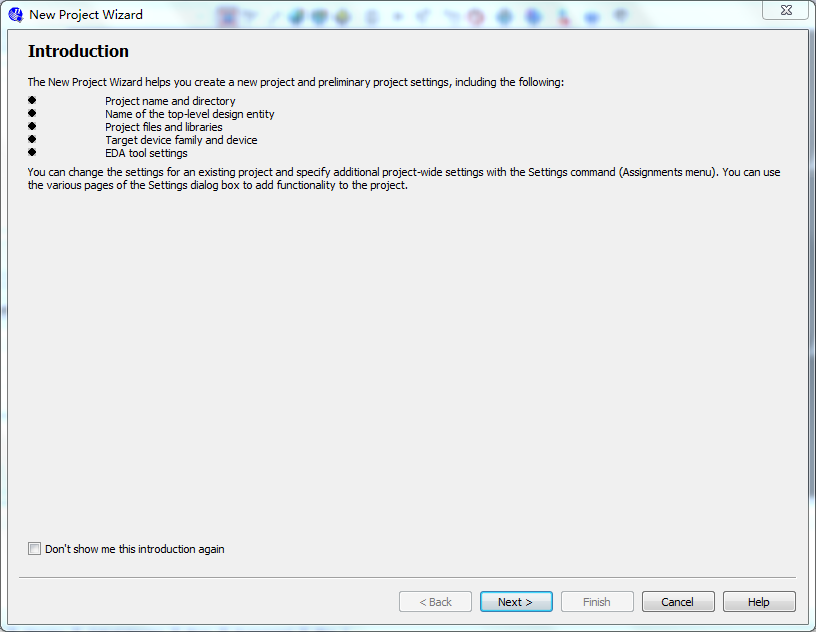 New Project Wizard
Introduction
The New Project Wizard helps you create a new project and preliminary project settings, including the following:
Project name and directory
Name of the top-level design entity
Project files and libraries
Target device family and device
EDA tool settings
You can change the settings for an existing project and specify additional project-wide settings with the Settings command (Assignments menu). You can use
the various pages of the Settings dialog box to add functionality to the project.
Don't show me this introduction again
< Back
Next >
Finish
Cancel
Help